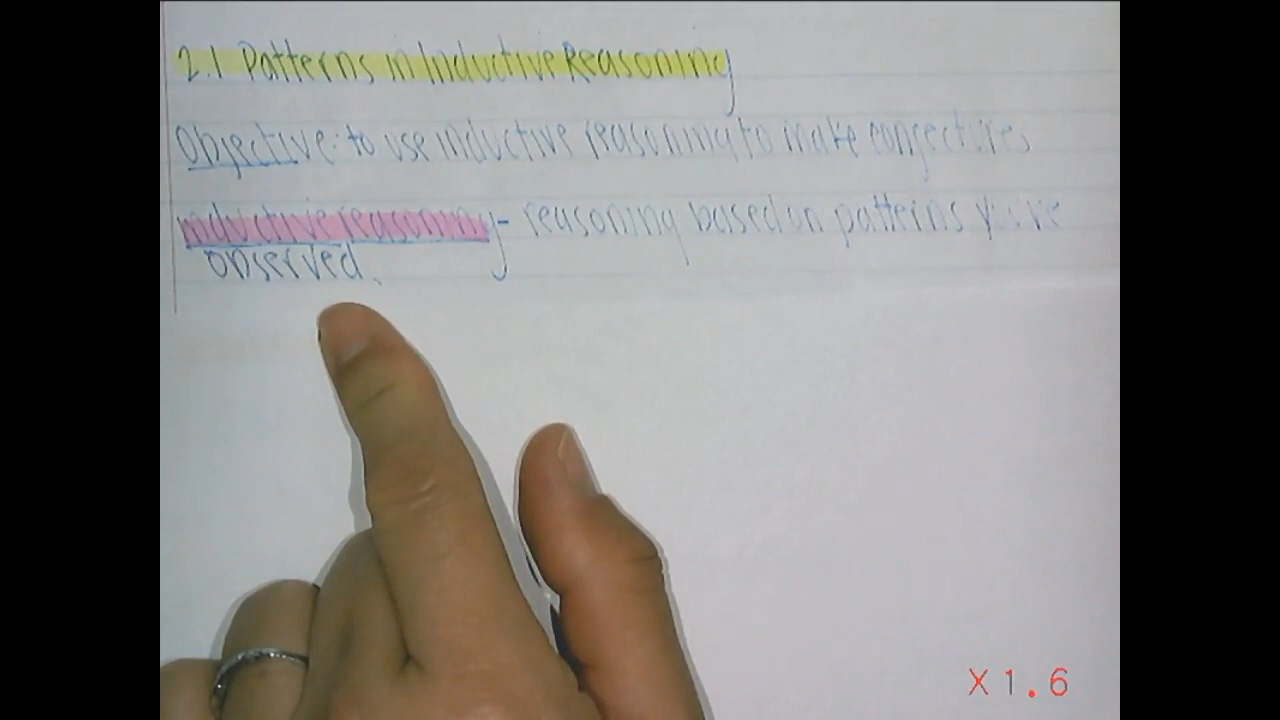 2.1 Patterns in Inductive Reasoning
Objective: to use inductive reasoning to make conjectures
inductive reasoning- reasoning based on patterns you've
observed.
X1.6